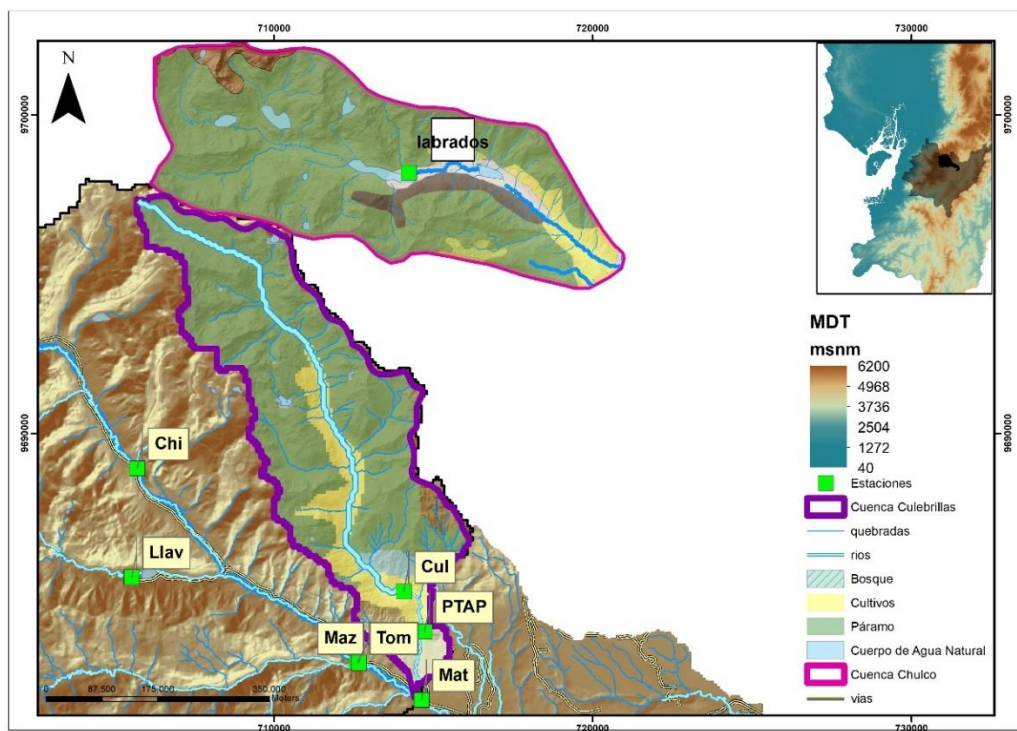 710000
720000
730000
N
9700000
9700000
labrados
MDT
msnm
6200
4968
3736
2504
1272
40
9690000
9690000
Chi
Estaciones
Cuenca Culebrillas
quebradas
rios
Llav
Cul
Bosque
PTAP
Cultivos
Páramo
Maz
Tom
Cuerpo de Agua Natural
Mat
Cuenca Chulco
0
87.500
175.000
350.000
Meters
vias
710000
720000
730000